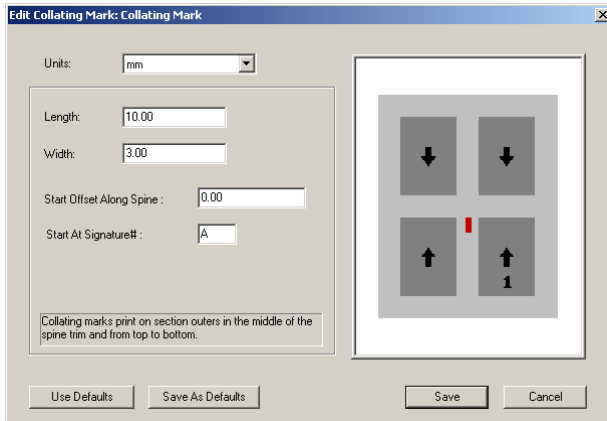 Edit Collating Mark: Collating Mark
Units:
mm
Length:
10.00
Width:
3.00
Start Offset Along Spine :
0.00
Start At Signature# :
A
1
Collating marks print on section outers in the middle of the
spine trim and from top to bottom.
Use Defaults
Save As Defaults
Save
Cancel